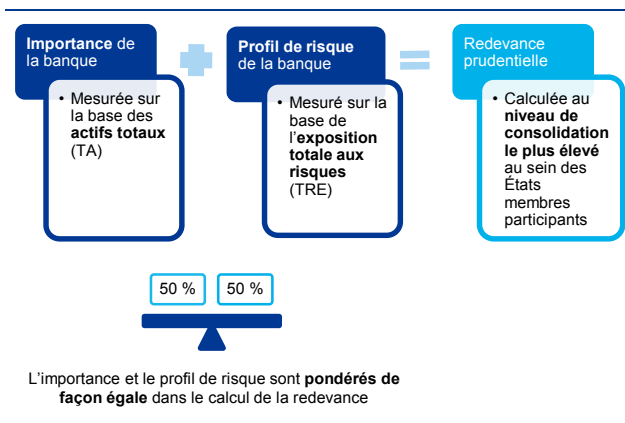 Importance de
la banque
• Mesurée sur
la base des
actifs totaux
(TA)
Profil de risque
de la banque
• Mesuré sur la
base de
l'exposition
totale aux
risques
(TRE)
Redevance
prudentielle
• Calculée au
niveau de
consolidation
le plus élevé
au sein des
États
membres
participants
50 % 50 %
L'importance et le profil de risque sont pondérés de
façon égale dans le calcul de la redevance